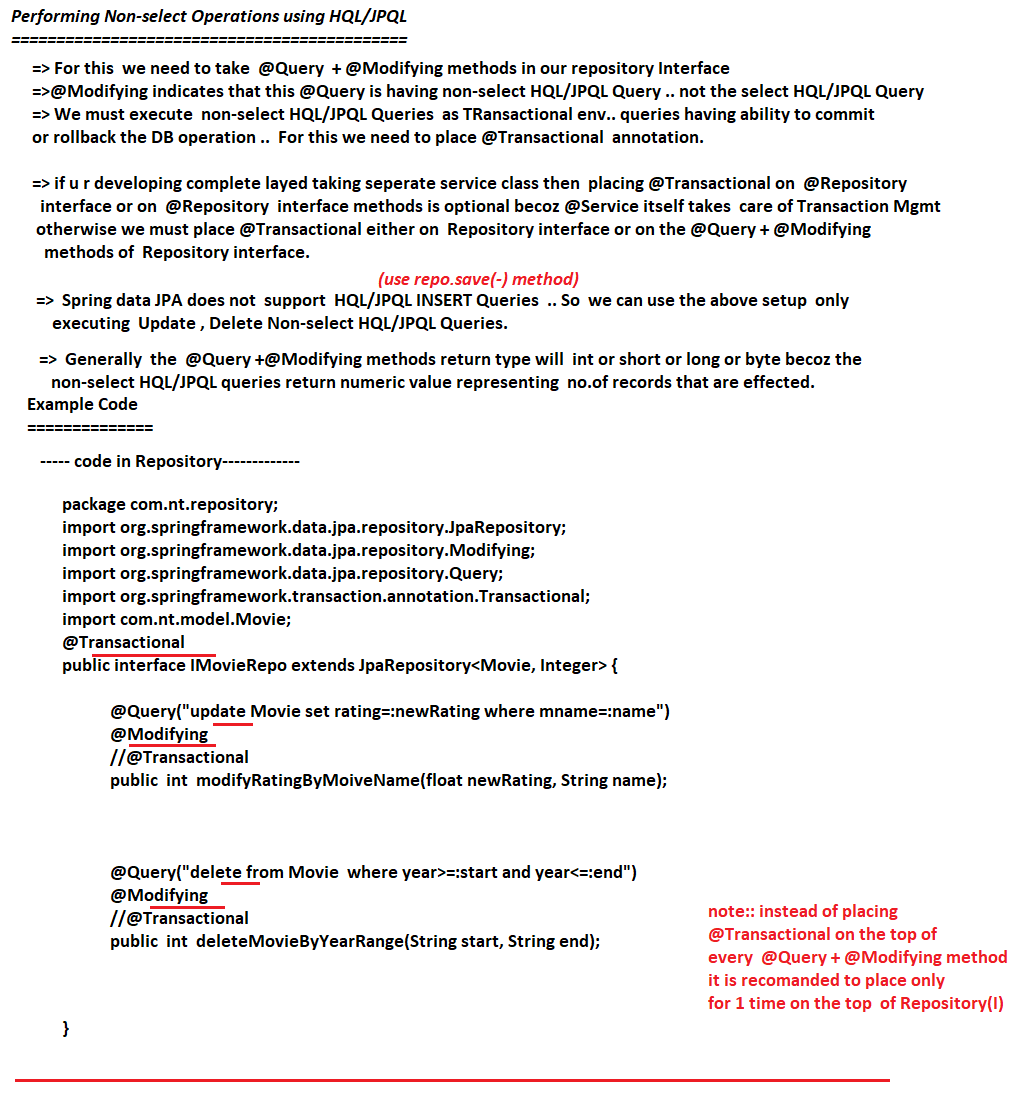 Performing Non-select Operations using HQL/JPQL
============================================
=> For this  we need to take  @Query  + @Modifying methods in our repository Interface
=>@Modifying indicates that this @Query is having non-select HQL/JPQL Query .. not the select HQL/JPQL Query
=> We must execute  non-select HQL/JPQL Queries  as TRansactional env.. queries having ability to commit
or rollback the DB operation ..  For this we need to place @Transactional  annotation.
=> if u r developing complete layed taking seperate service class then  placing @Transactional on  @Repository
interface or on  @Repository  interface methods is optional becoz @Service itself takes  care of Transaction Mgmt
otherwise we must place @Transactional either on  Repository interface or on the @Query + @Modifying
methods of  Repository interface.
(use repo.save(-) method)
=>  Spring data JPA does not  support  HQL/JPQL INSERT Queries  .. So  we can use the above setup  only
executing  Update , Delete Non-select HQL/JPQL Queries.
=>  Generally  the  @Query +@Modifying methods return type will  int or short or long or byte becoz the
non-select HQL/JPQL queries return numeric value representing  no.of records that are effected.
Example Code
==============
----- code in Repository-------------
package com.nt.repository;
import org.springframework.data.jpa.repository.JpaRepository;
import org.springframework.data.jpa.repository.Modifying;
import org.springframework.data.jpa.repository.Query;
import org.springframework.transaction.annotation.Transactional;
import com.nt.model.Movie;
@Transactional
public interface IMovieRepo extends JpaRepository<Movie, Integer> {
@Query("update Movie set rating=:newRating where mname=:name")
@Modifying
//@Transactional
public  int  modifyRatingByMoiveName(float newRating, String name);
@Query("delete from Movie  where year>=:start and year<=:end")
@Modifying
//@Transactional
public  int  deleteMovieByYearRange(String start, String end);
note:: instead of placing
@Transactional on the top of
every  @Query + @Modifying method
it is recomanded to place only
for 1 time on the top  of Repository(I)
}